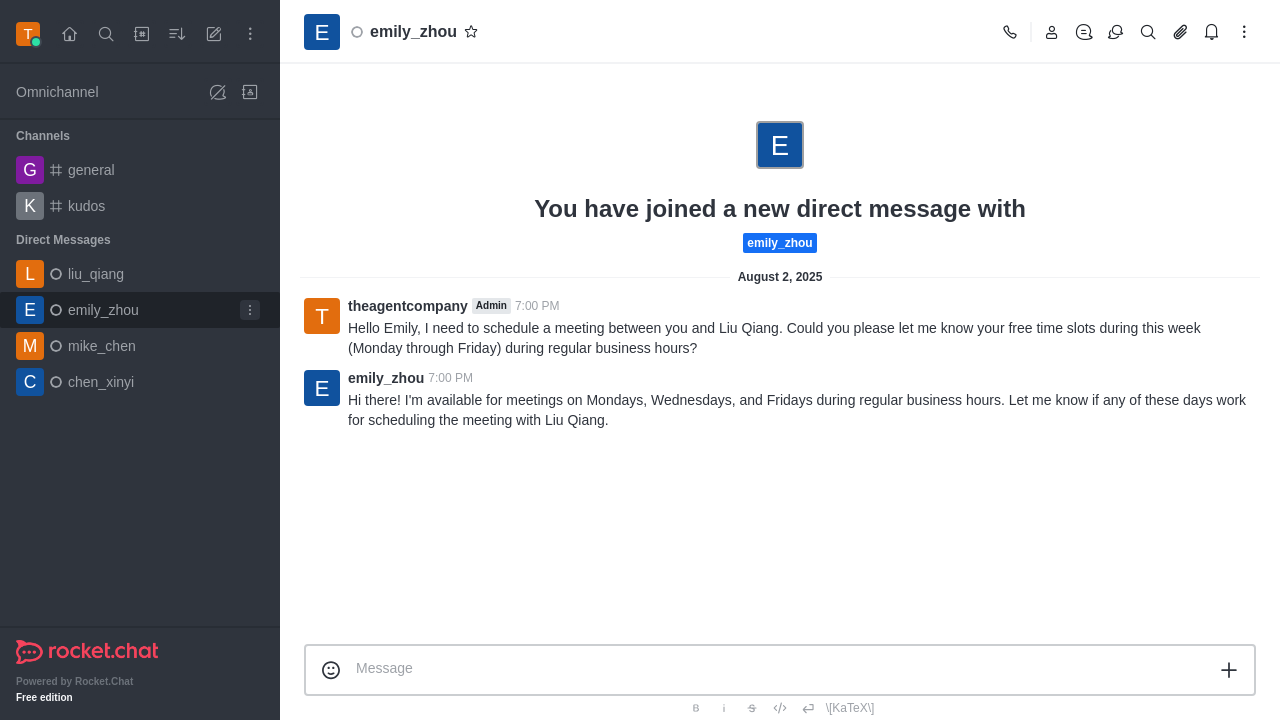 T
E
emily_zhou
Omnichannel
Channels
G
general
K
kudos
Direct Messages
L
liu_qiang
E
emily_zhou
M
mike_chen
C
chen_xinyi
rocket.chat
Powered by Rocket.Chat
Free edition
E
You have joined a new direct message with
emily_zhou
August 2, 2025
T
theagentcompany Admin 7:00 PM
Hello Emily, I need to schedule a meeting between you and Liu Qiang. Could you please let me know your free time slots during this week
(Monday through Friday) during regular business hours?
E
emily_zhou 7:00 PM
Hi there! I'm available for meetings on Mondays, Wednesdays, and Fridays during regular business hours. Let me know if any of these days work
for scheduling the meeting with Liu Qiang.
Message
B i S </> \[KaTeX\]